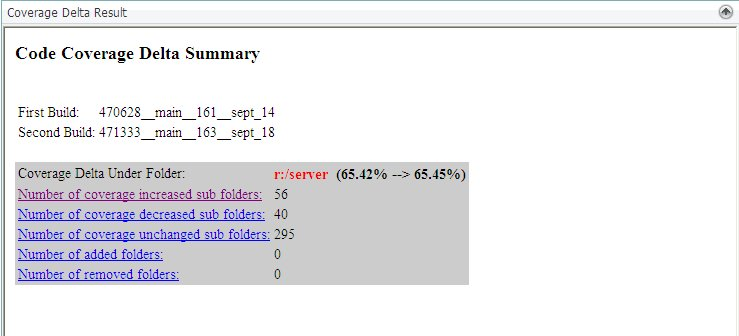 Coverage Delta Result
Code Coverage Delta Summary
First Build: 470628__main__161__sept_14
Second Build: 471333__main__163__sept_18
Coverage Delta Under Folder: r:/server (65.42% --> 65.45%)
Number of coverage increased sub folders: 56
Number of coverage decreased sub folders: 40
Number of coverage unchanged sub folders: 295
Number of added folders: 0
Number of removed folders: 0